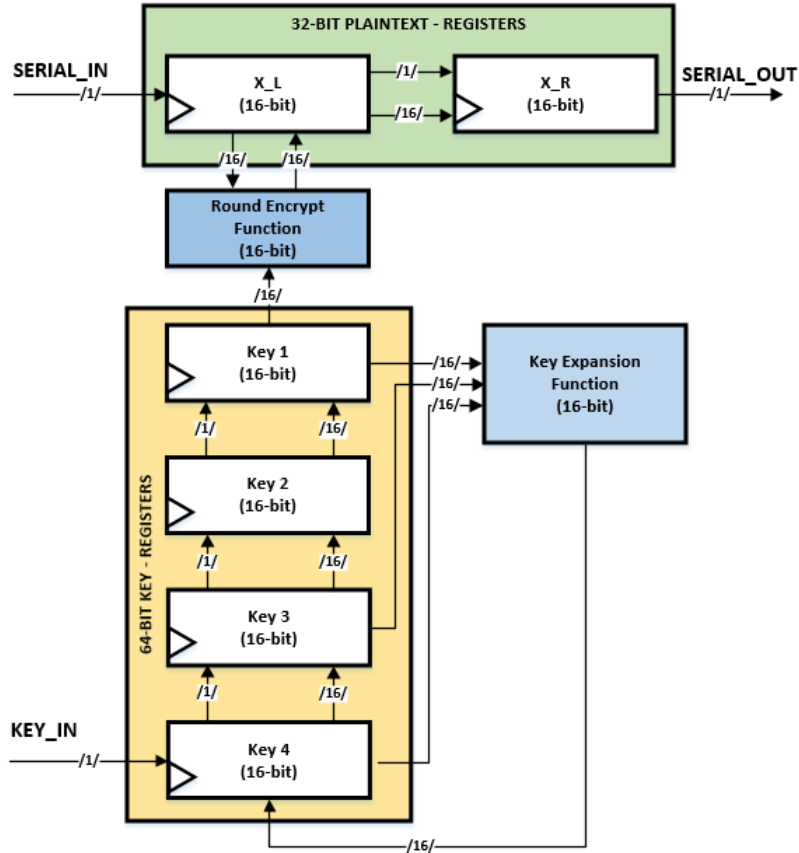 32-BIT PLAINTEXT - REGISTERS
SERIAL_IN
/1/
X_L
(16-bit)
/1/
/16/
X_R
(16-bit)
SERIAL_OUT
/1/
/16/
/16/
Round Encrypt
Function
(16-bit)
/16/
64-BIT KEY - REGISTERS
Key 1
(16-bit)
/16/
/16/
/16/
Key Expansion
Function
(16-bit)
/1/
/16/
Key 2
(16-bit)
/1/
/16/
Key 3
(16-bit)
/1/
/16/
KEY_IN
/1/
Key 4
(16-bit)
/16/